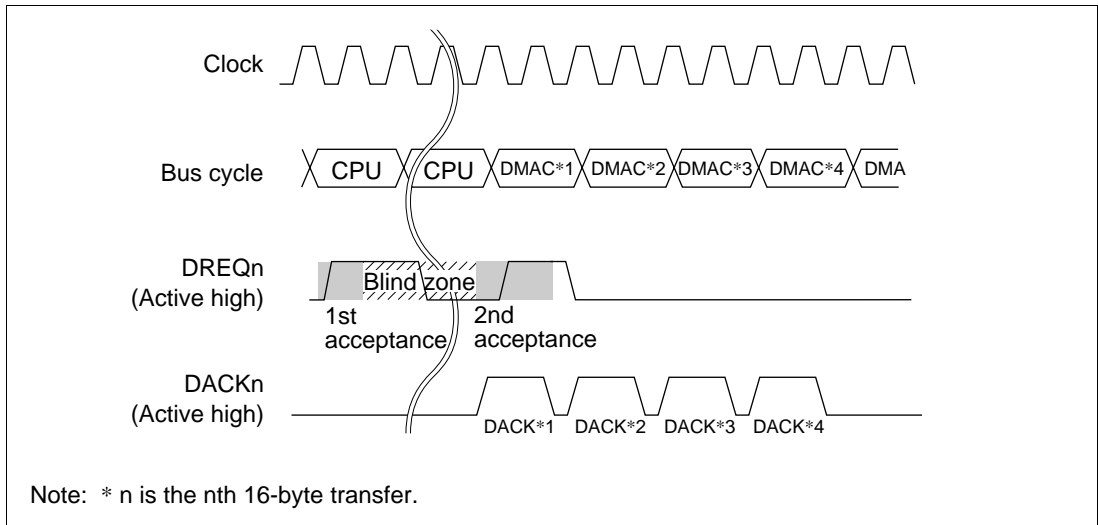 Clock
Bus cycle
CPU CPU DMAC*1 DMAC*2 DMAC*3 DMAC*4 DMA
DREQn
(Active high)
Blind zone
1st
acceptance
2nd
acceptance
DACKn
(Active high)
DACK*1 DACK*2 DACK*3 DACK*4
Note: * n is the nth 16-byte transfer.